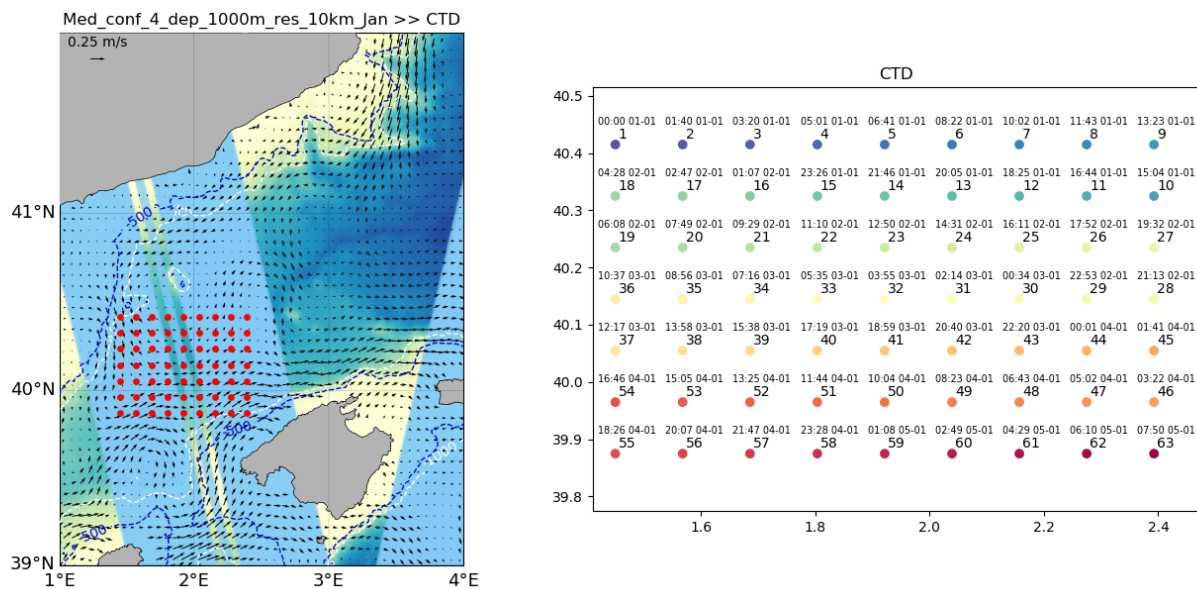 Med_conf_4_dep_1000m_res_10km_Jan >> CTD
0.25 m/s
-500
-500
-500
-500
-1000
41°N
40°N
39°N
1°E 2°E 3°E 4°E
CTD
40.5
40.4
40.3
40.2
40.1
40.0
39.9
39.8
00:00 01-01 01:40 01-01 03:20 01-01 05:01 01-01 06:41 01-01 08:22 01-01 10:02 01-01 11:43 01-01 13:23 01-01
1 2 3 4 5 6 7 8 9
04:28 02-01 02:47 02-01 01:07 02-01 23:26 01-01 21:46 01-01 20:05 01-01 18:25 01-01 16:44 01-01 15:04 01-01
18 17 16 15 14 13 12 11 10
06:08 02-01 07:49 02-01 09:29 02-01 11:10 02-01 12:50 02-01 14:31 02-01 16:11 02-01 17:52 02-01 19:32 02-01
19 20 21 22 23 24 25 26 27
10:37 03-01 08:56 03-01 07:16 03-01 05:35 03-01 03:55 03-01 02:14 03-01 00:34 03-01 22:53 02-01 21:13 02-01
36 35 34 33 32 31 30 29 28
12:17 03-01 13:58 03-01 15:38 03-01 17:19 03-01 18:59 03-01 20:40 03-01 22:20 03-01 00:01 04-01 01:41 04-01
37 38 39 40 41 42 43 44 45
16:46 04-01 15:05 04-01 13:25 04-01 11:44 04-01 10:04 04-01 08:23 04-01 06:43 04-01 05:02 04-01 03:22 04-01
54 53 52 51 50 49 48 47 46
18:26 04-01 20:07 04-01 21:47 04-01 23:28 04-01 01:08 05-01 02:49 05-01 04:29 05-01 06:10 05-01 07:50 05-01
55 56 57 58 59 60 61 62 63
1.6 1.8 2.0 2.2 2.4